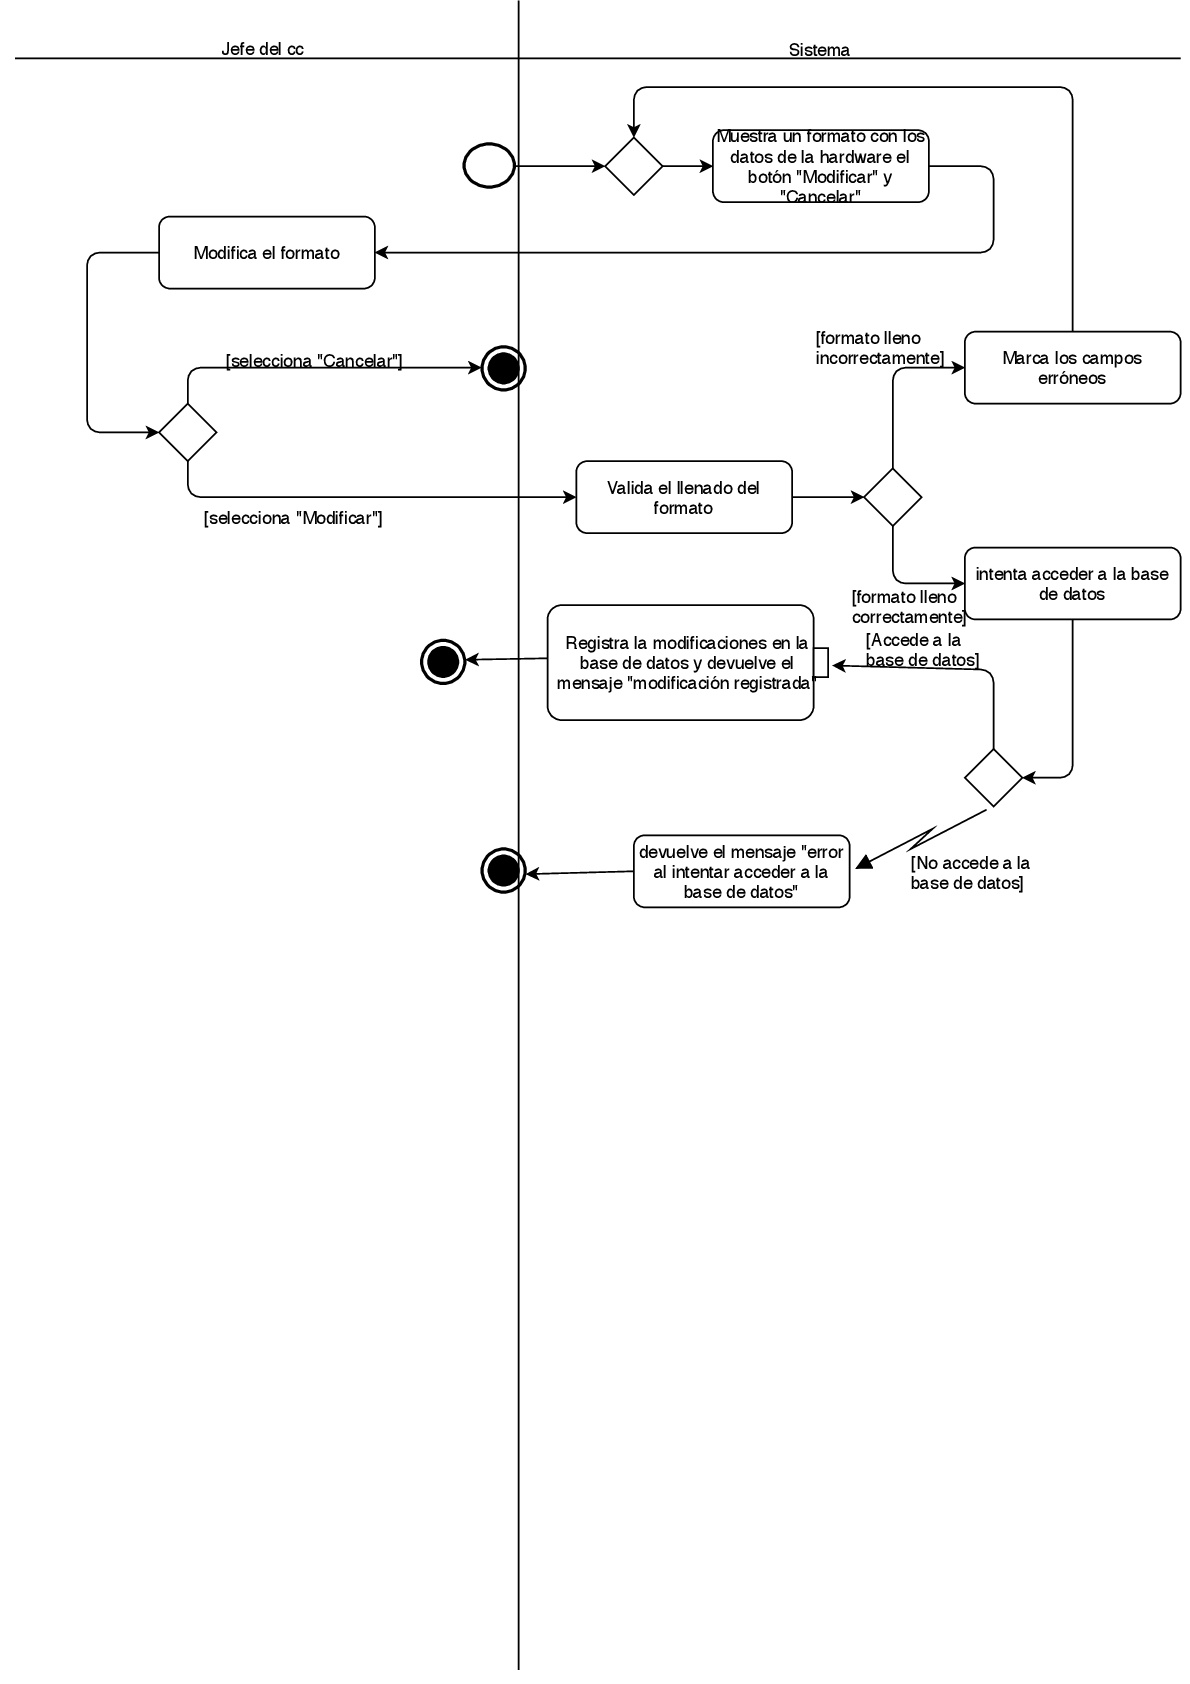 Jefe del cc
Sistema
Muestra un formato con los
datos de la hardware el
botón "Modificar" y
"Cancelar"
Modifica el formato
[selecciona "Cancelar"]
[formato lleno
incorrectamente]
Marca los campos
erróneos
Valida el llenado del
formato
[selecciona "Modificar"]
intenta acceder a la base
de datos
[formato lleno
correctamente]
[Accede a la
base de datos]
Registra la modificaciones en la
base de datos y devuelve el
mensaje "modificación registrada"
devuelve el mensaje "error
al intentar acceder a la
base de datos"
[No accede a la
base de datos]